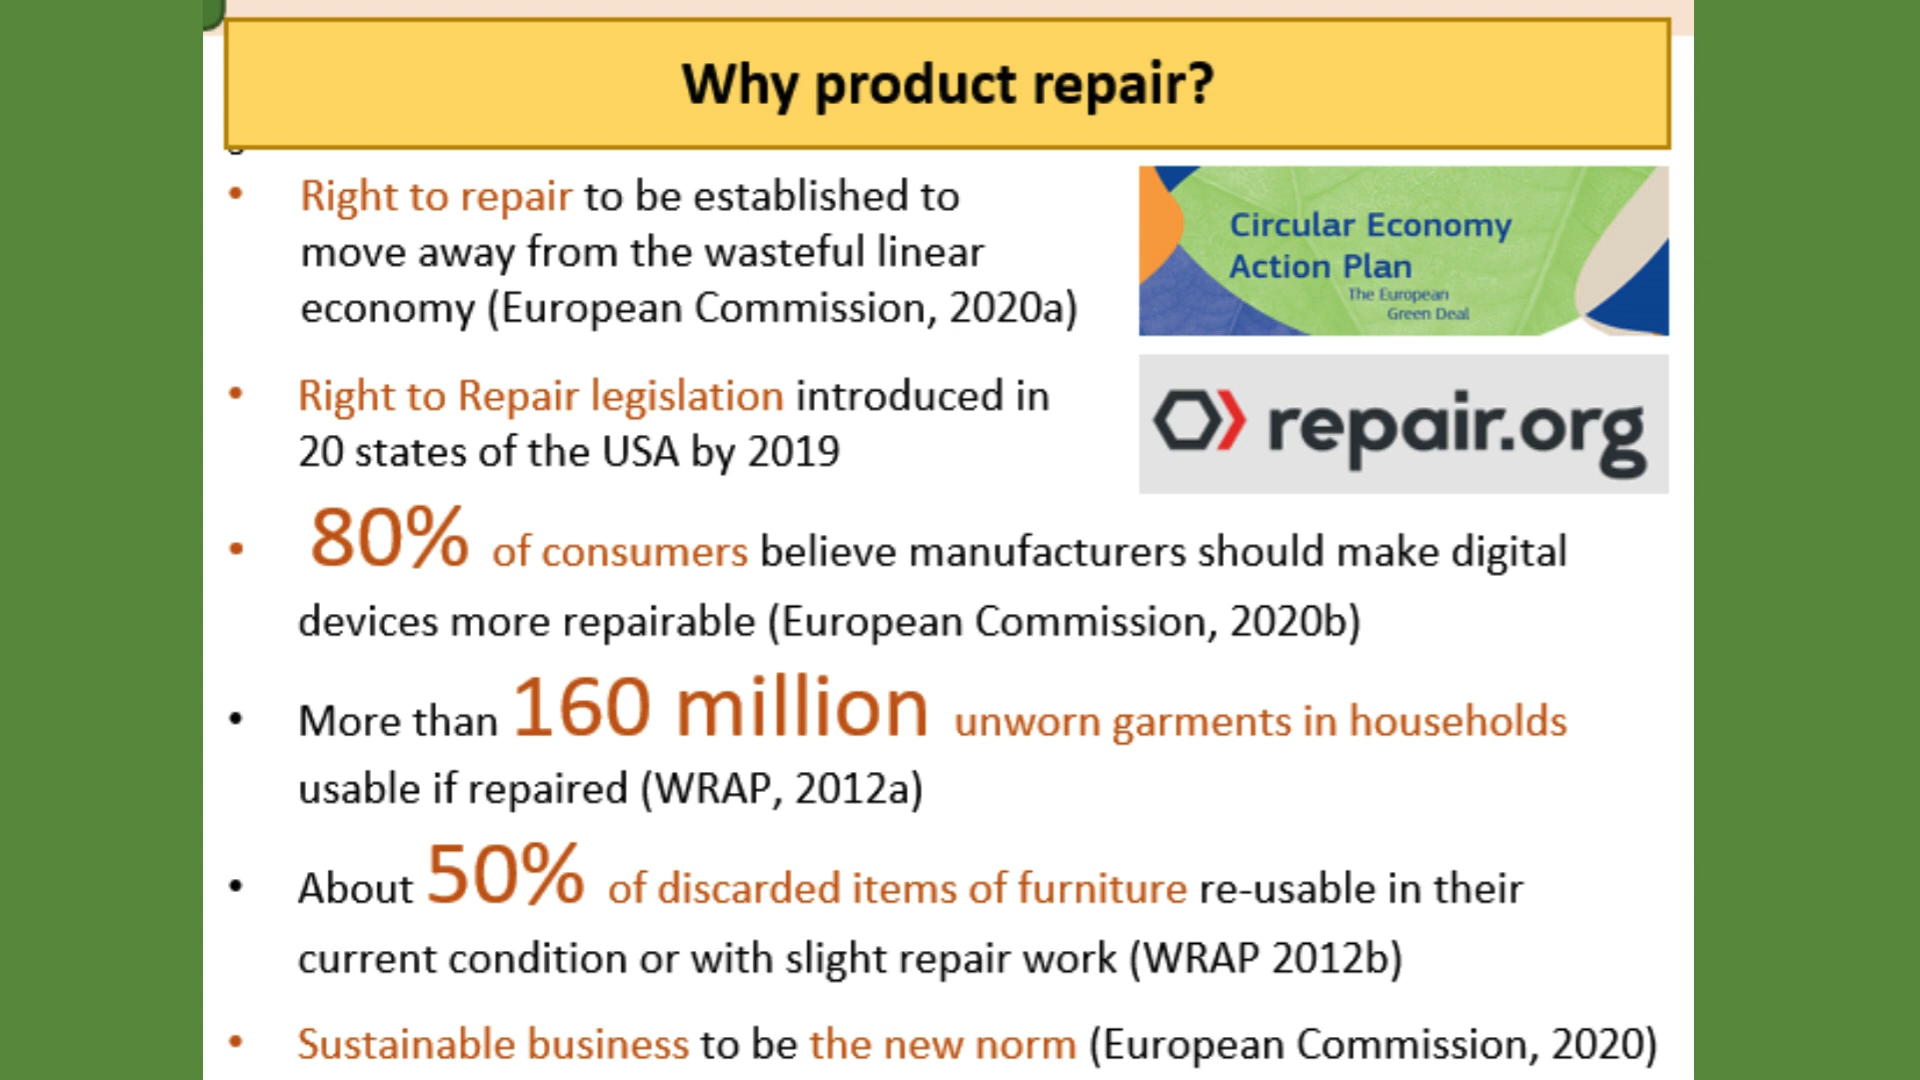 Why product repair?
• Right to repair to be established to
move away from the wasteful linear
economy (European Commission, 2020a)
Circular Economy
Action Plan
The European
Green Deal
• Right to Repair legislation introduced in
20 states of the USA by 2019
repair.org
• 80% of consumers believe manufacturers should make digital
devices more repairable (European Commission, 2020b)
• More than 160 million unworn garments in households
usable if repaired (WRAP, 2012a)
• About 50% of discarded items of furniture re-usable in their
current condition or with slight repair work (WRAP 2012b)
• Sustainable business to be the new norm (European Commission, 2020)